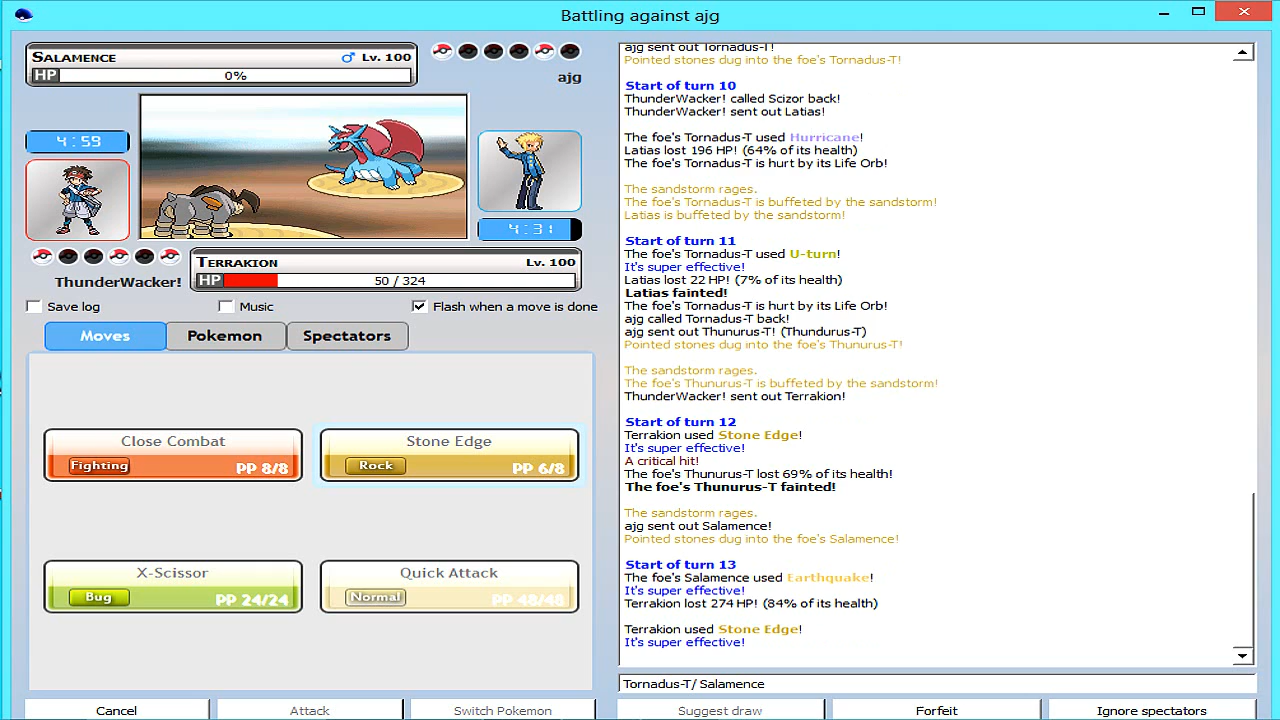 Battling against ajg
SALAMENCE ♂ Lv. 100
HP 0%
ajg
4:59
4:31
TERRAKION Lv. 100
HP 50 / 324
ThunderWacker!
Save log
Music
Flash when a move is done
Moves
Pokemon
Spectators
Close Combat
Fighting PP 8/8
Stone Edge
Rock PP 6/8
X-Scissor
Bug PP 24/24
Quick Attack
Normal PP 48/48
Cancel
Attack
Switch Pokemon
ajg sent out Tornadus-T!
Pointed stones dug into the foe's Tornadus-T!
Start of turn 10
ThunderWacker! called Scizor back!
ThunderWacker! sent out Latias!
The foe's Tornadus-T used Hurricane!
Latias lost 196 HP! (64% of its health)
The foe's Tornadus-T is hurt by its Life Orb!
The sandstorm rages.
The foe's Tornadus-T is buffeted by the sandstorm!
Latias is buffeted by the sandstorm!
Start of turn 11
The foe's Tornadus-T used U-turn!
It's super effective!
Latias lost 22 HP! (7% of its health)
Latias fainted!
The foe's Tornadus-T is hurt by its Life Orb!
ajg called Tornadus-T back!
ajg sent out Thunurus-T! (Thundurus-T)
Pointed stones dug into the foe's Thunurus-T!
The sandstorm rages.
The foe's Thunurus-T is buffeted by the sandstorm!
ThunderWacker! sent out Terrakion!
Start of turn 12
Terrakion used Stone Edge!
It's super effective!
A critical hit!
The foe's Thunurus-T lost 69% of its health!
The foe's Thunurus-T fainted!
The sandstorm rages.
ajg sent out Salamence!
Pointed stones dug into the foe's Salamence!
Start of turn 13
The foe's Salamence used Earthquake!
It's super effective!
Terrakion lost 274 HP! (84% of its health)
Terrakion used Stone Edge!
It's super effective!
Tornadus-T/ Salamence
Suggest draw
Forfeit
Ignore spectators